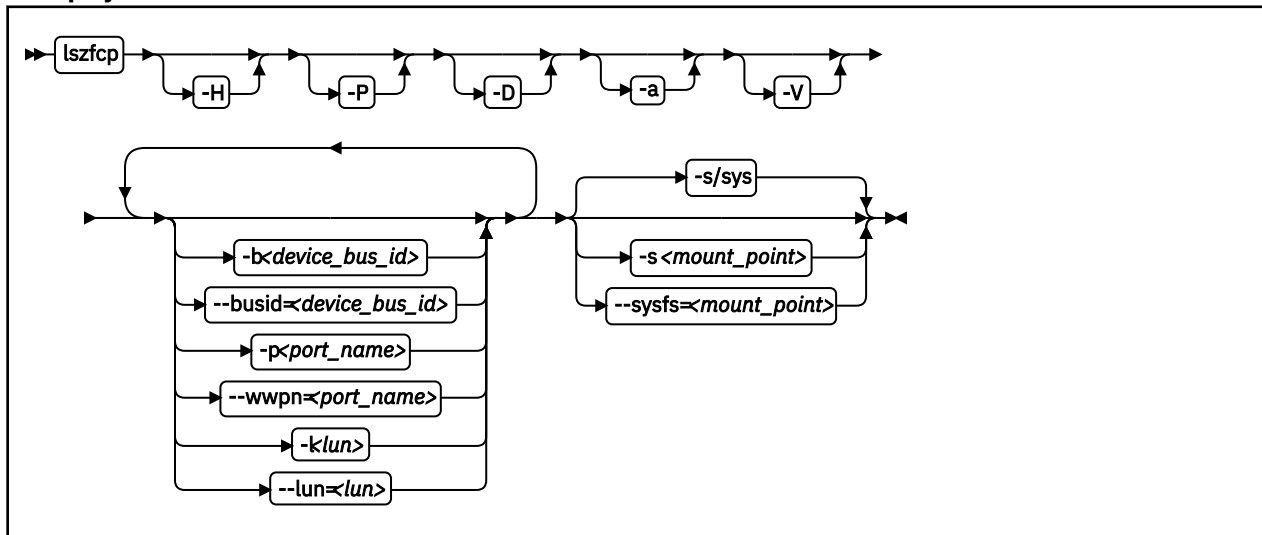 lszfcp -H -P -D -a -V
-s/sys
-b<device_bus_id> -s <mount_point>
--busid=<device_bus_id> --sysfs=<mount_point>
-p<port_name>
--wwpn=<port_name>
-l<lun>
--lun=<lun>